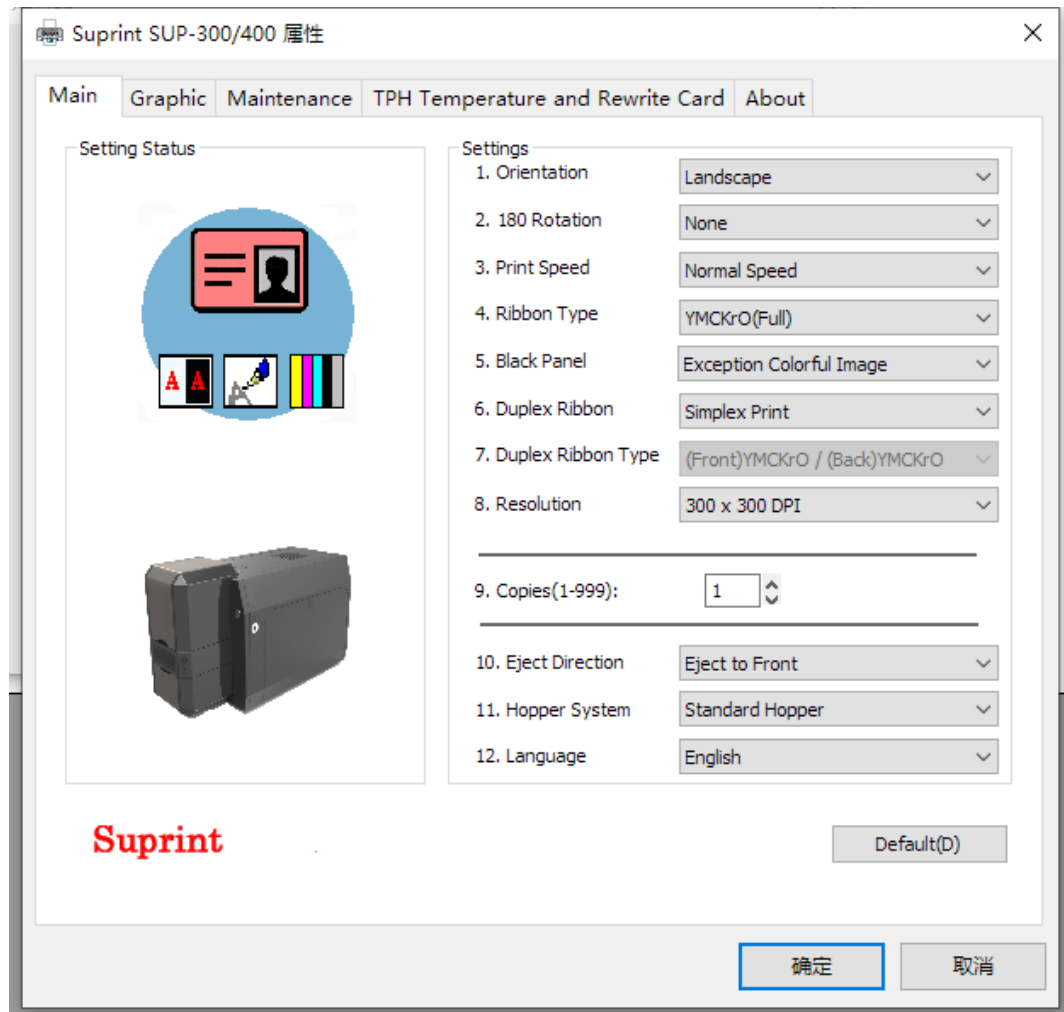 Suprint SUP-300/400 属性
Main Graphic Maintenance TPH Temperature and Rewrite Card About
Setting Status
A A A
Settings
1. Orientation Landscape
2. 180 Rotation None
3. Print Speed Normal Speed
4. Ribbon Type YMCKrO(Full)
5. Black Panel Exception Colorful Image
6. Duplex Ribbon Simplex Print
7. Duplex Ribbon Type (Front)YMCKrO / (Back)YMCKrO
8. Resolution 300 x 300 DPI
9. Copies(1-999): 1
10. Eject Direction Eject to Front
11. Hopper System Standard Hopper
12. Language English
Suprint
Default(D)
确定 取消